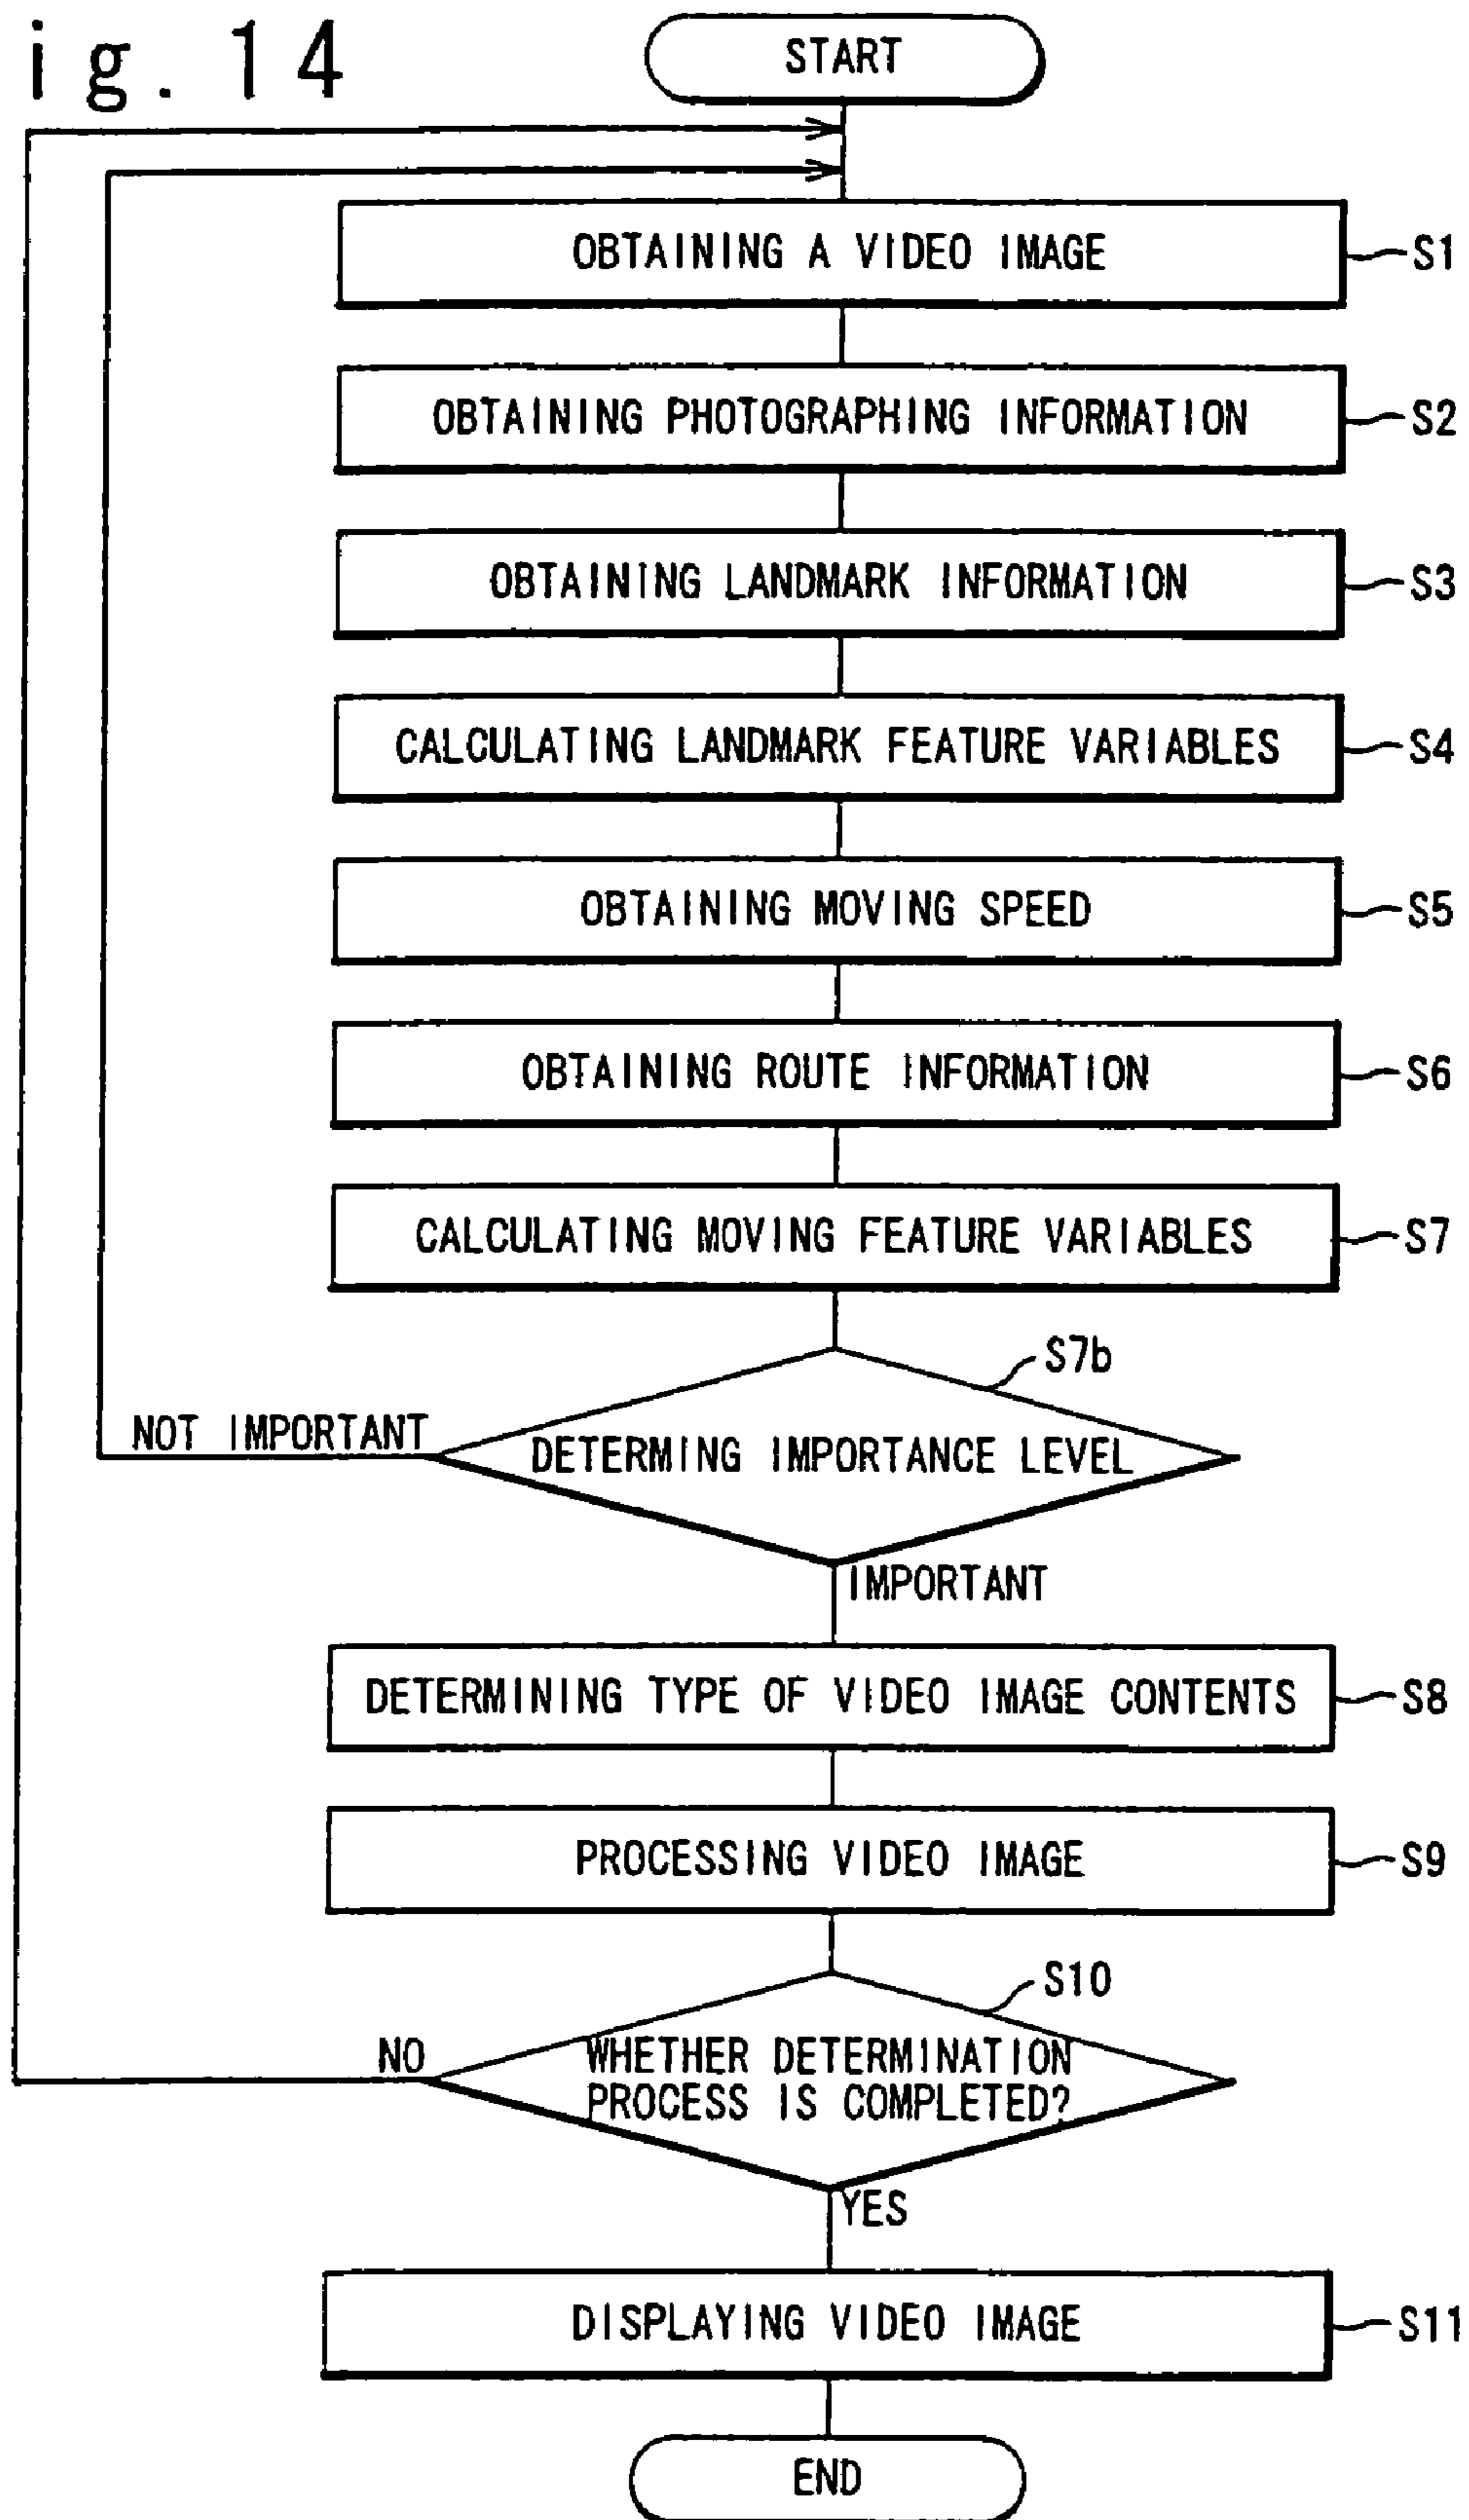 ig. 14
START
OBTAINING A VIDEO IMAGE
S1
OBTAINING PHOTOGRAPHING INFORMATION
S2
OBTAINING LANDMARK INFORMATION
S3
CALCULATING LANDMARK FEATURE VARIABLES
S4
OBTAINING MOVING SPEED
S5
OBTAINING ROUTE INFORMATION
S6
CALCULATING MOVING FEATURE VARIABLES
S7
S7b
NOT IMPORTANT
DETERMING IMPORTANCE LEVEL
IMPORTANT
DETERMINING TYPE OF VIDEO IMAGE CONTENTS
S8
PROCESSING VIDEO IMAGE
S9
S10
NO
WHETHER DETERMINATION
PROCESS IS COMPLETED?
YES
DISPLAYING VIDEO IMAGE
S11
END